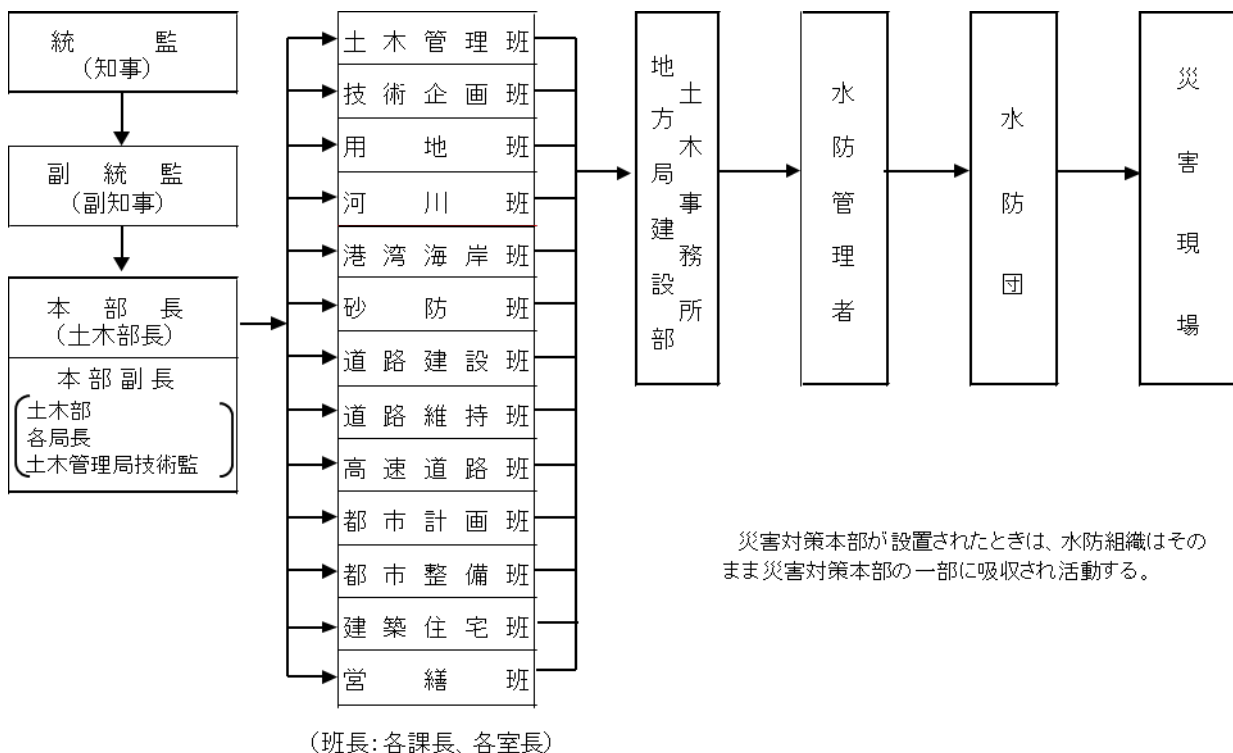 統監
(知事)
副統監
(副知事)
本部長
(土木部長)
本部副長
土木部
各局長
土木管理局技術監
土木管理班
技術企画班
用地班
河川班
港湾海岸班
砂防班
道路建設班
道路維持班
高速道路班
都市計画班
都市整備班
建築住宅班
営繕班
(班長:各課長、各室長)
地方局建設部
土木事務所
水防管理者
水防団
災害現場
災害対策本部が設置されたときは、水防組織はその
まま災害対策本部の一部に吸収され活動する。